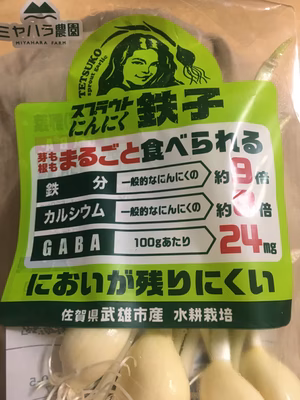 ミヤハラ農園
MIYAHARA FARM
TETSUKO
sprout garlic
スプラウト
にんにく
鉄子
芽も
根も
まるごと食べられる
鉄 分 一般的なにんにくの 約 倍
カルシウム 一般的なにんにくの 約 倍
GABA 100gあたり 24mg
においが残りにくい
佐賀県武雄市産 水耕栽培